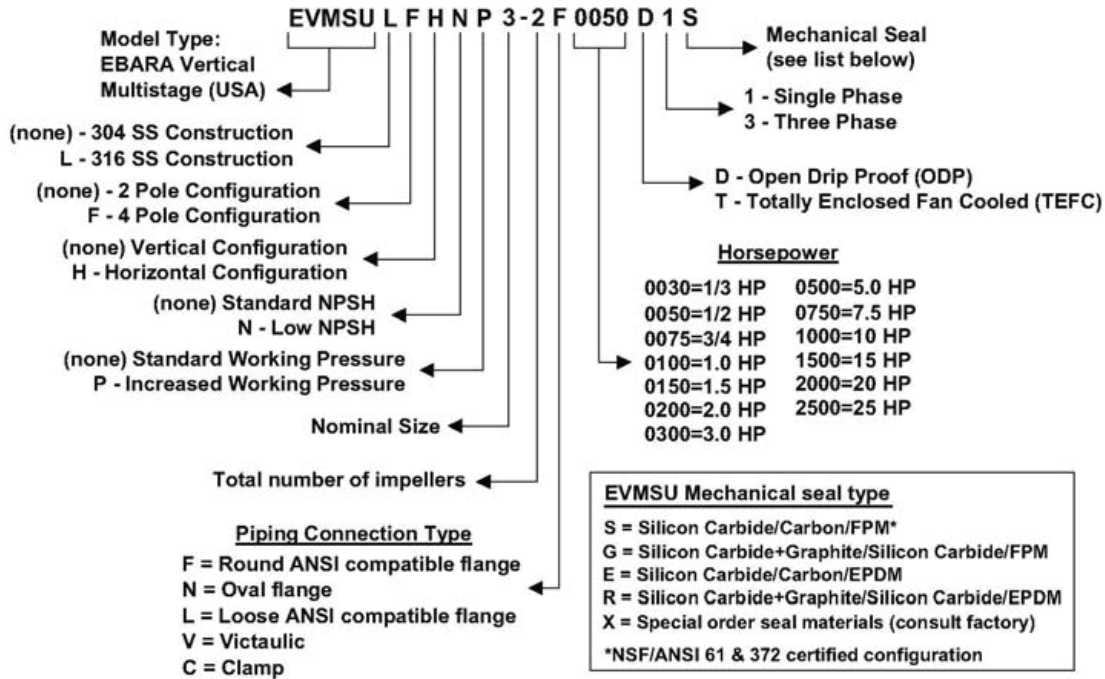 EVMSU L F H N P 3 - 2 F 0050 D 1 S
Model Type:
EBARA Vertical
Multistage (USA)
(none) - 304 SS Construction
L - 316 SS Construction
(none) - 2 Pole Configuration
F - 4 Pole Configuration
(none) Vertical Configuration
H - Horizontal Configuration
(none) Standard NPSH
N - Low NPSH
(none) Standard Working Pressure
P - Increased Working Pressure
Nominal Size
Total number of impellers
Piping Connection Type
F = Round ANSI compatible flange
N = Oval flange
L = Loose ANSI compatible flange
V = Victaulic
C = Clamp
Mechanical Seal
(see list below)
1 - Single Phase
3 - Three Phase
D - Open Drip Proof (ODP)
T - Totally Enclosed Fan Cooled (TEFC)
Horsepower
0030=1/3 HP
0050=1/2 HP
0075=3/4 HP
0100=1.0 HP
0150=1.5 HP
0200=2.0 HP
0300=3.0 HP
0500=5.0 HP
0750=7.5 HP
1000=10 HP
1500=15 HP
2000=20 HP
2500=25 HP
EVMSU Mechanical seal type
S = Silicon Carbide/Carbon/FPM*
G = Silicon Carbide+Graphite/Silicon Carbide/FPM
E = Silicon Carbide/Carbon/EPDM
R = Silicon Carbide+Graphite/Silicon Carbide/EPDM
X = Special order seal materials (consult factory)
*NSF/ANSI 61 & 372 certified configuration